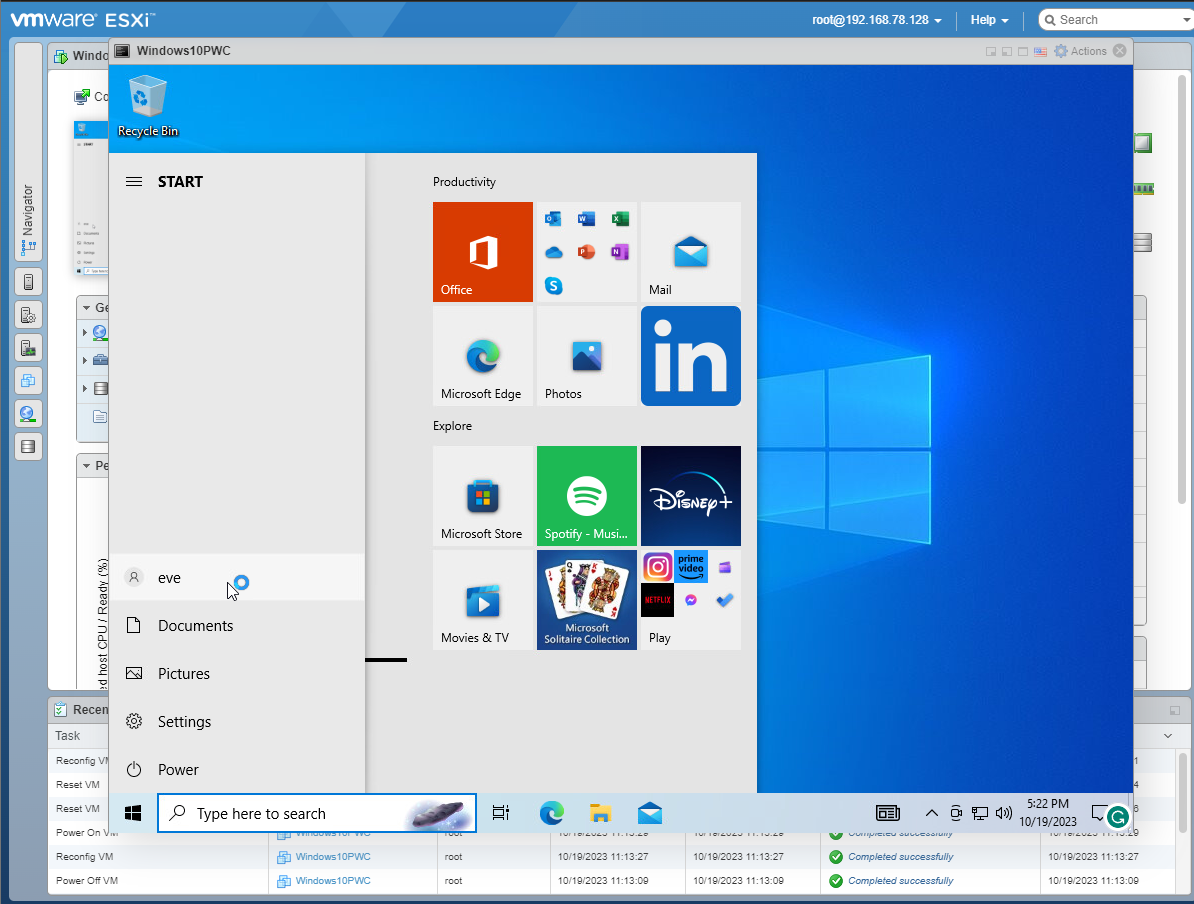 vmware ESXi™
root@192.168.78.128
Help
Search
Navigator
Windo
Windows10PWC
Actions
Co
Recycle Bin
START
Productivity
Office
Mail
Microsoft Edge
Photos
in
Explore
Microsoft Store
Spotify - Musi...
Disney+
Movies & TV
Microsoft
Solitaire Collection
prime video
NETFLIX
Play
eve
Documents
Pictures
Settings
Power
Ge
Pe
ed host CPU / Ready (%)
Type here to search
5:22 PM
10/19/2023
Recen
Task
Reconfig VM
Reset VM
Reset VM
Power On VM Windows10PWC root 10/19/2023 11:13:29 10/19/2023 11:13:29 Completed successfully 10/19/2023 11:13:29
Reconfig VM Windows10PWC root 10/19/2023 11:13:27 10/19/2023 11:13:27 Completed successfully 10/19/2023 11:13:27
Power Off VM Windows10PWC root 10/19/2023 11:13:09 10/19/2023 11:13:09 Completed successfully 10/19/2023 11:13:09